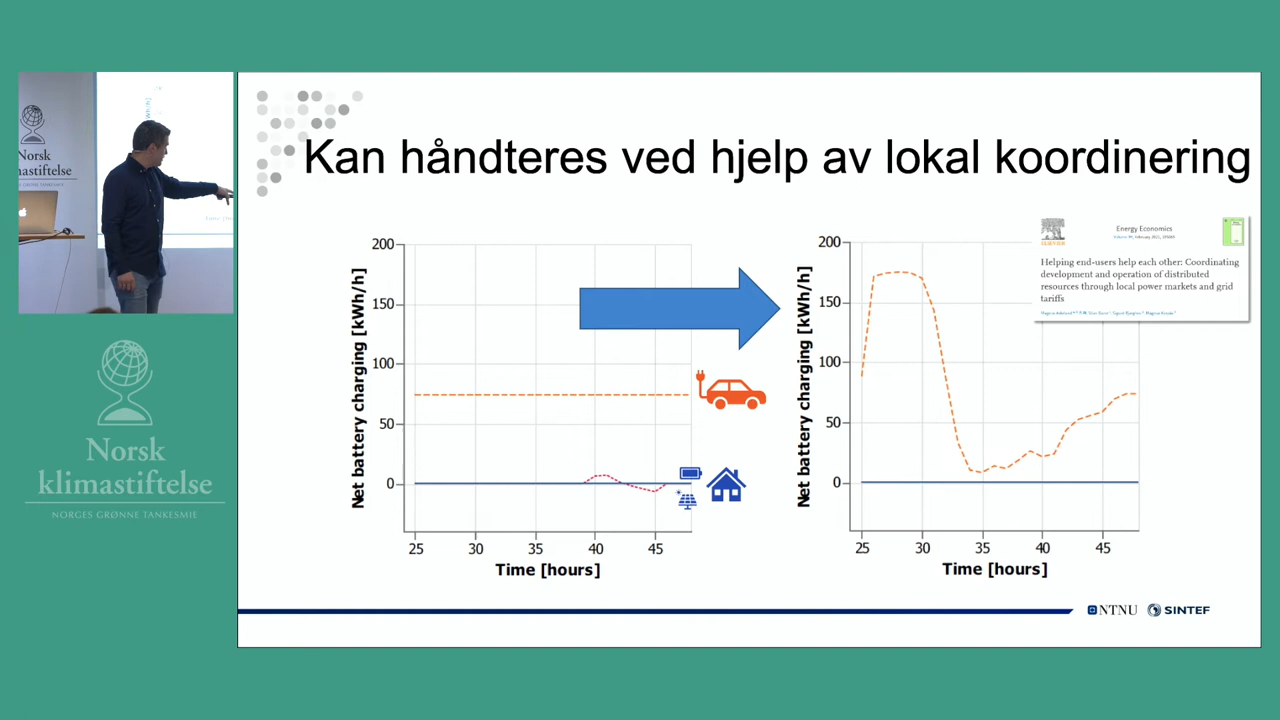 Kan håndteres ved hjelp av lokal koordinering
Net battery charging [kWh/h]
200
150
100
50
0
25 30 35 40 45
Time [hours]
Net battery charging [kWh/h]
200
150
100
50
0
25 30 35 40 45
Time [hours]
ELSEVIER
Energy Economics
Helping end-users help each other: Coordinating
development and operation of distributed
resources through local power markets and grid
tariffs
NTNU SINTEF
Norsk
mastiftelse
Norsk
klimastiftelse
NORGES GRØNNE TANKESMIE